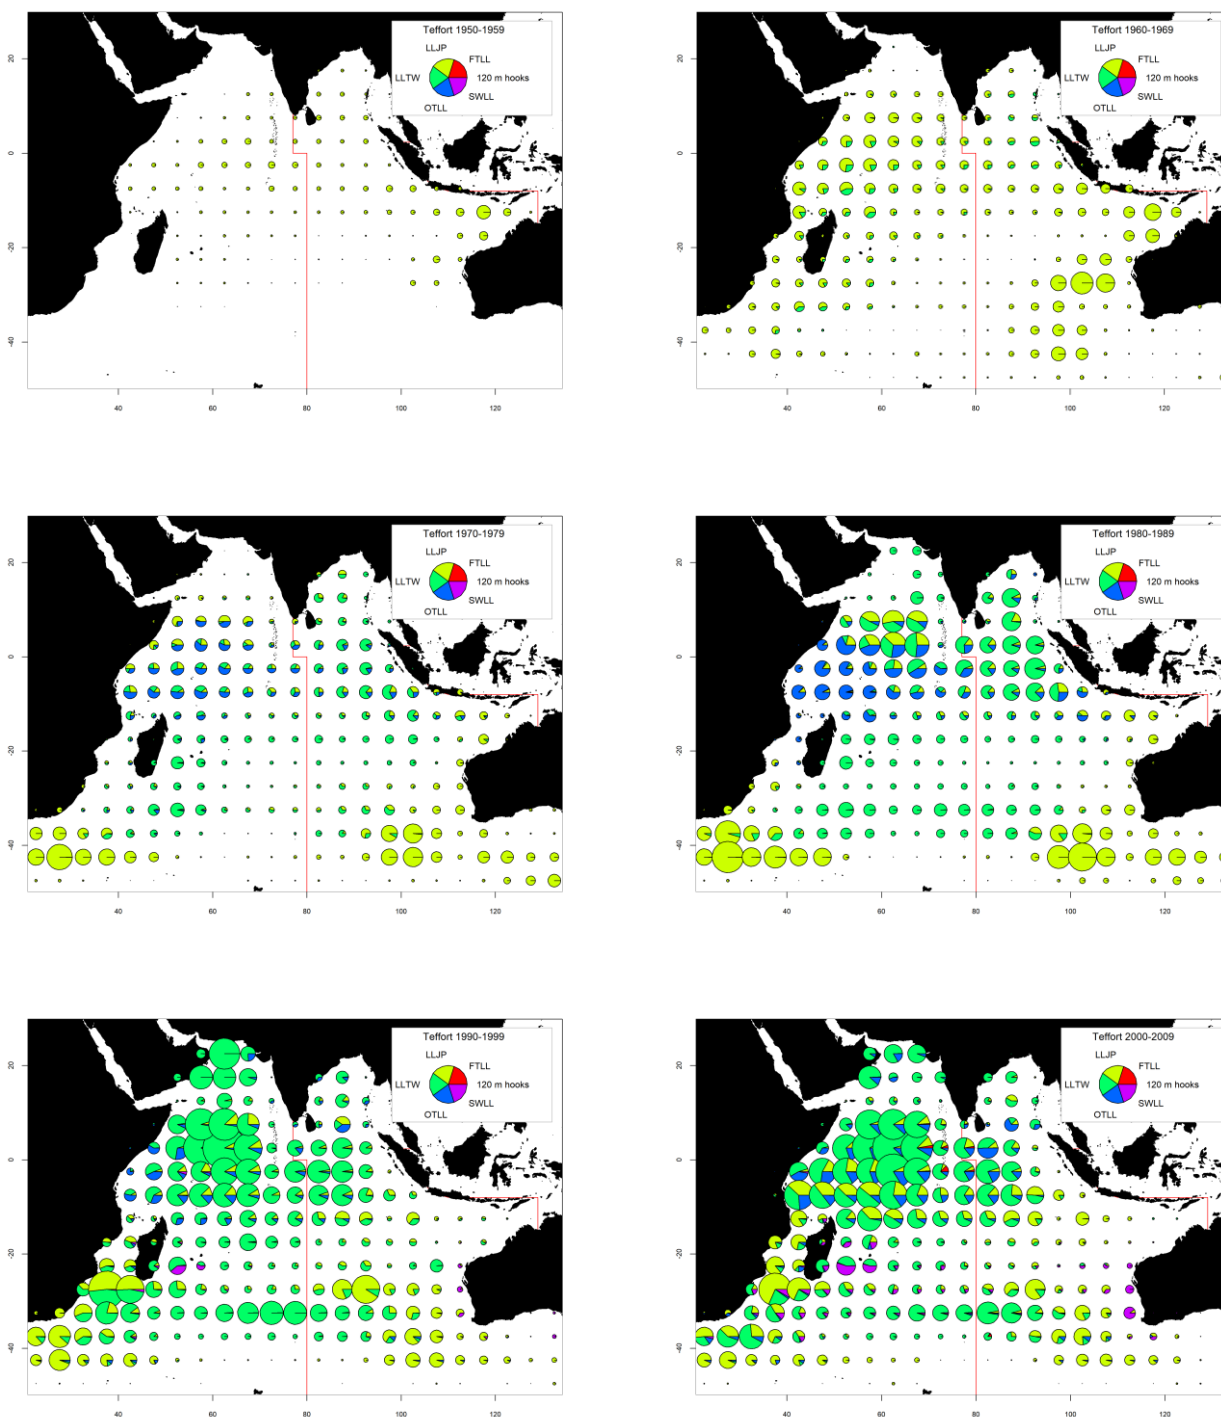 Teffort 1950-1959
LLJP
FTLL
LLTW
120 m hooks
SWLL
OTLL
20
0
-20
-40
40
60
80
100
120
Teffort 1960-1969
LLJP
FTLL
LLTW
120 m hooks
SWLL
OTLL
20
0
-20
-40
40
60
80
100
120
Teffort 1970-1979
LLJP
FTLL
LLTW
120 m hooks
SWLL
OTLL
20
0
-20
-40
40
60
80
100
120
Teffort 1980-1989
LLJP
FTLL
LLTW
120 m hooks
SWLL
OTLL
20
0
-20
-40
40
60
80
100
120
Teffort 1990-1999
LLJP
FTLL
LLTW
120 m hooks
SWLL
OTLL
20
0
-20
-40
40
60
80
100
120
Teffort 2000-2009
LLJP
FTLL
LLTW
120 m hooks
SWLL
OTLL
20
0
-20
-40
40
60
80
100
120